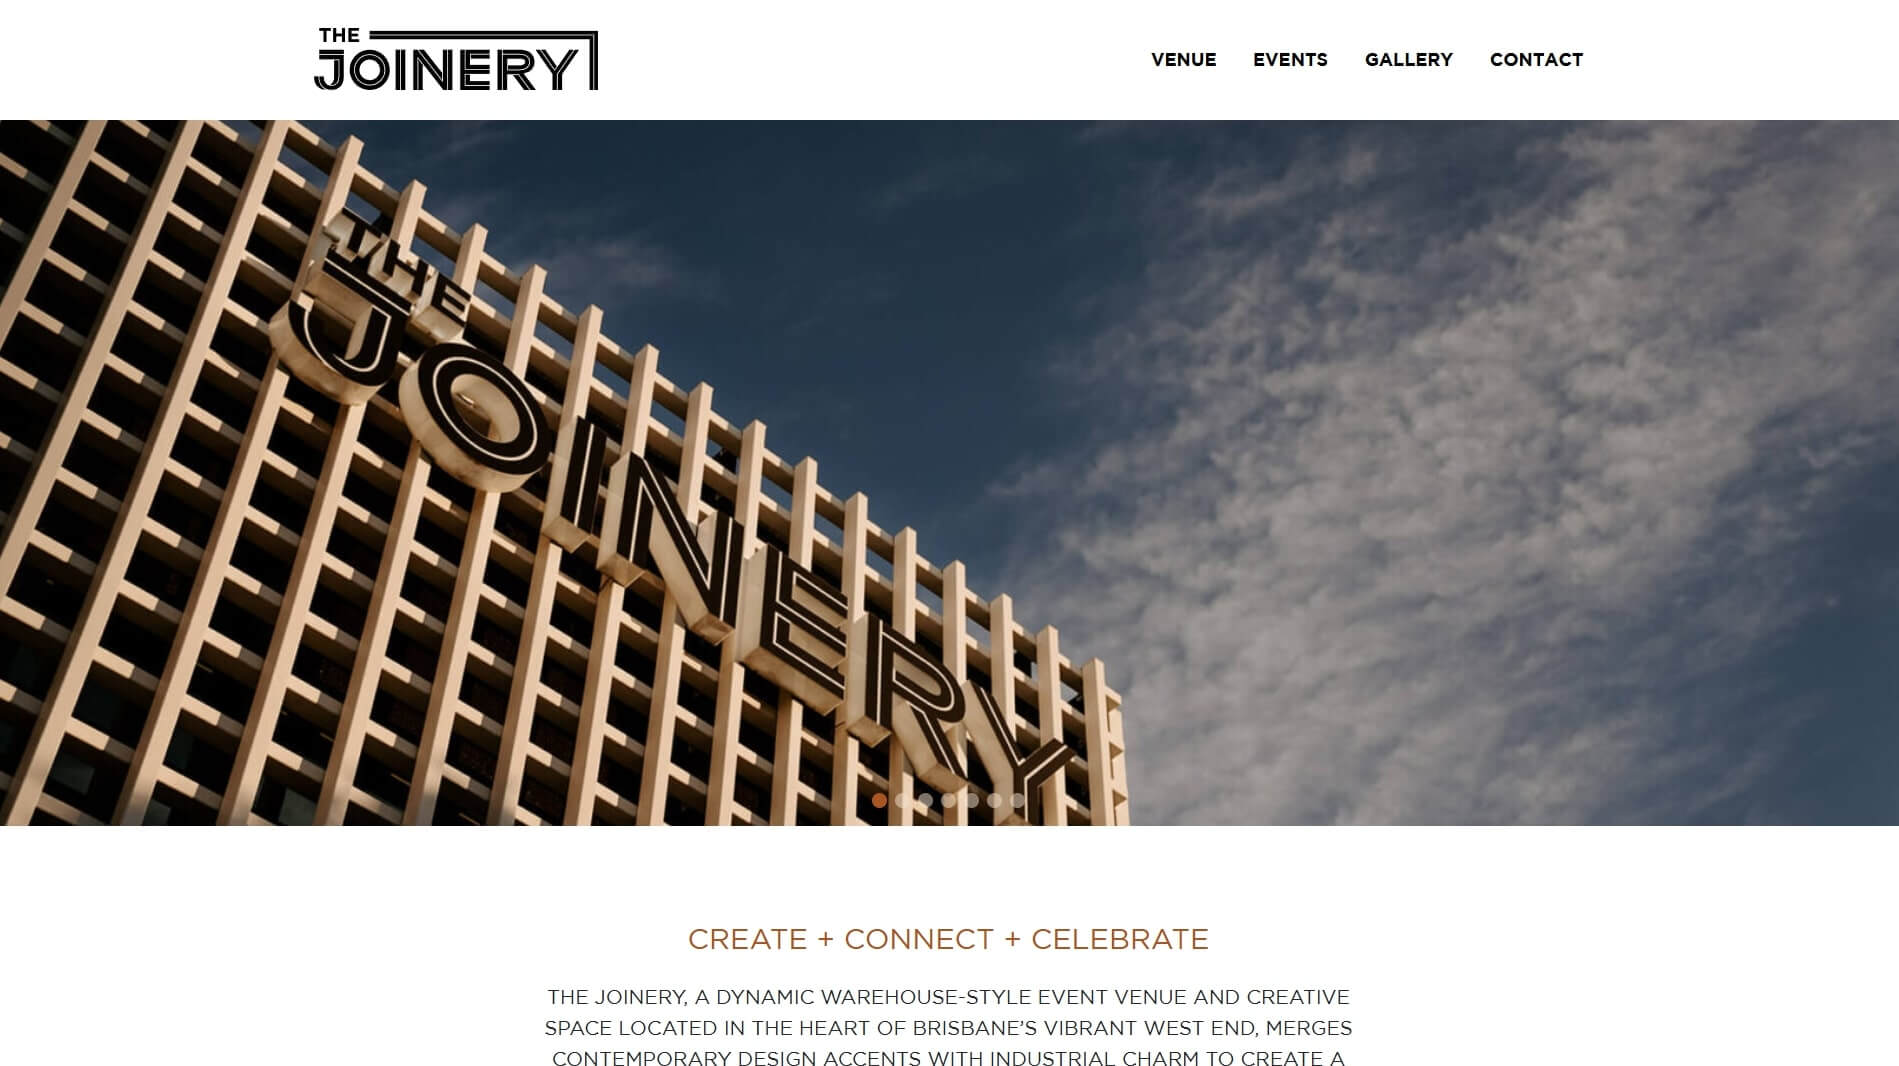 THE
JOINERY
VENUE EVENTS GALLERY CONTACT
THE
JOINERY
CREATE + CONNECT + CELEBRATE
THE JOINERY, A DYNAMIC WAREHOUSE-STYLE EVENT VENUE AND CREATIVE
SPACE LOCATED IN THE HEART OF BRISBANE’S VIBRANT WEST END, MERGES
CONTEMPORARY DESIGN ACCENTS WITH INDUSTRIAL CHARM TO CREATE A